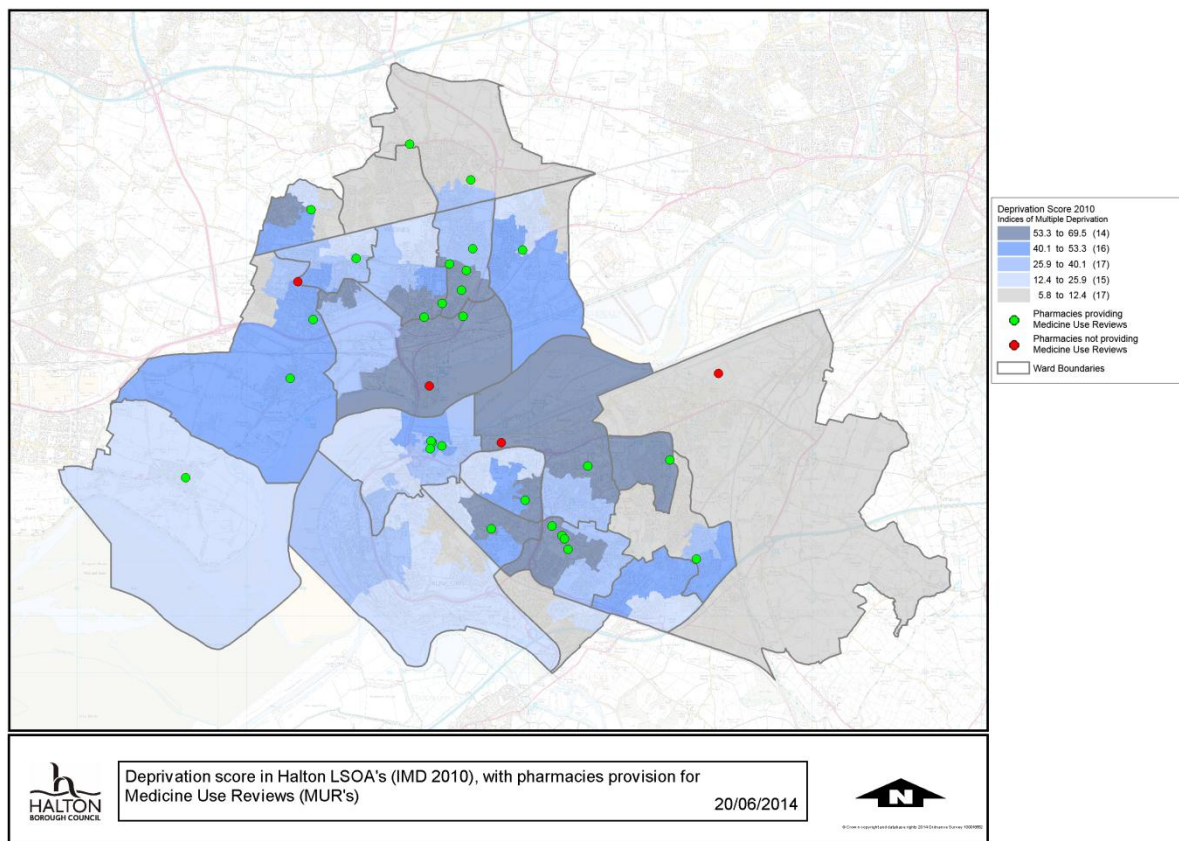 Deprivation Score 2010
Indices of Multiple Deprivation
53.3 to 69.5 (14)
40.1 to 53.3 (16)
25.9 to 40.1 (17)
12.4 to 25.9 (15)
5.8 to 12.4 (17)
Pharmacies providing
Medicine Use Reviews
Pharmacies not providing
Medicine Use Reviews
Ward Boundaries
HALTON
BOROUGH COUNCIL
Deprivation score in Halton LSOA's (IMD 2010), with pharmacies provision for
Medicine Use Reviews (MUR's)
20/06/2014
N